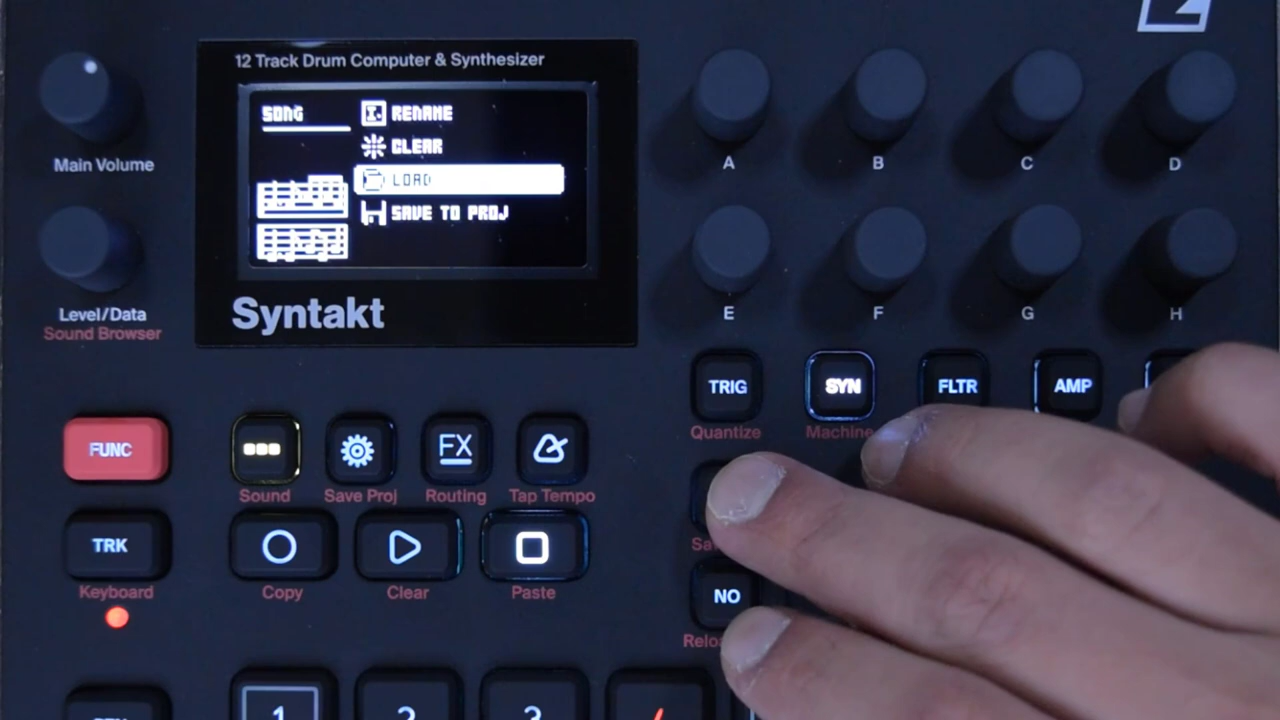 12 Track Drum Computer & Synthesizer
SONG
RENAME
CLEAR
LOAD
SAVE TO PROJ
Syntakt
Main Volume
Level/Data
Sound Browser
A
B
C
D
E
F
G
H
TRIG
SYN
FLTR
AMP
Quantize
Machine
FUNC
FX
Sound
Save Proj
Routing
Tap Tempo
TRK
Keyboard
Copy
Clear
Paste
NO
1
2
3